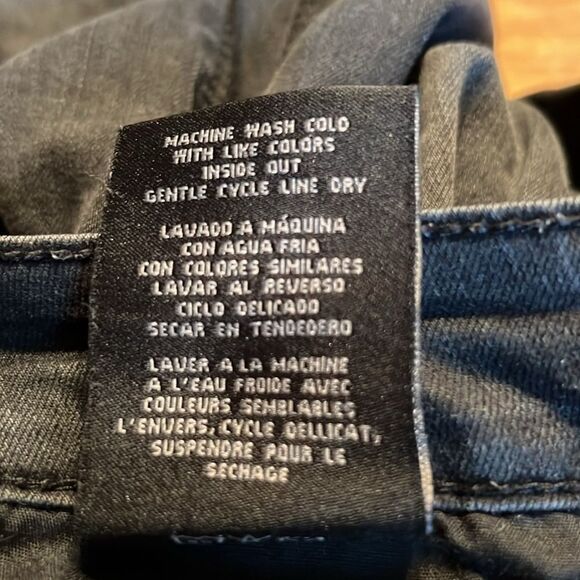 MACHINE WASH COLD
WITH LIKE COLORS
INSIDE OUT
GENTLE CYCLE LINE DRY
LAVADO A MÁQUINA
CON AGUA FRIA
CON COLORES SIMILARES
LAVAR AL REVERSO
CICLO DELICADO
SECAR EN TENDEDERO
LAVER A LA MACHINE
A L'EAU FROIDE AVEC
COULEURS SEMBLABLES
L'ENVERS, CYCLE DELLICAT,
SUSPENDRE POUR LE
SECHAGE